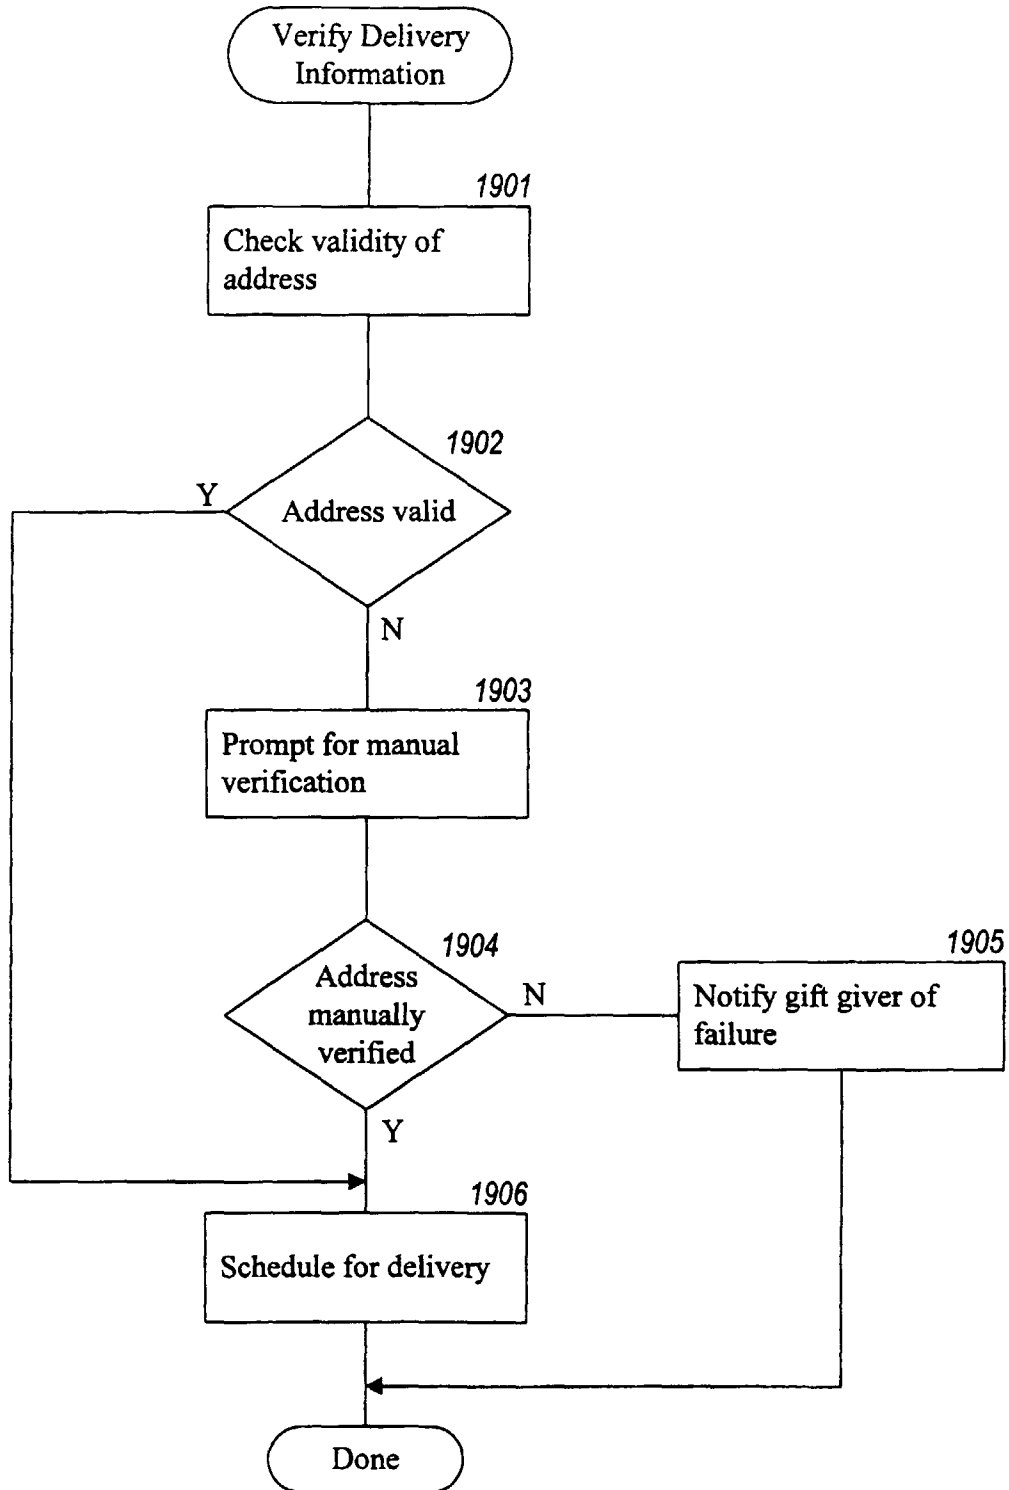 Verify Delivery
Information
1901
Check validity of
address
1902
Y
Address valid
N
1903
Prompt for manual
verification
1904
Address
manually
verified
N
1905
Notify gift giver of
failure
Y
1906
Schedule for delivery
Done